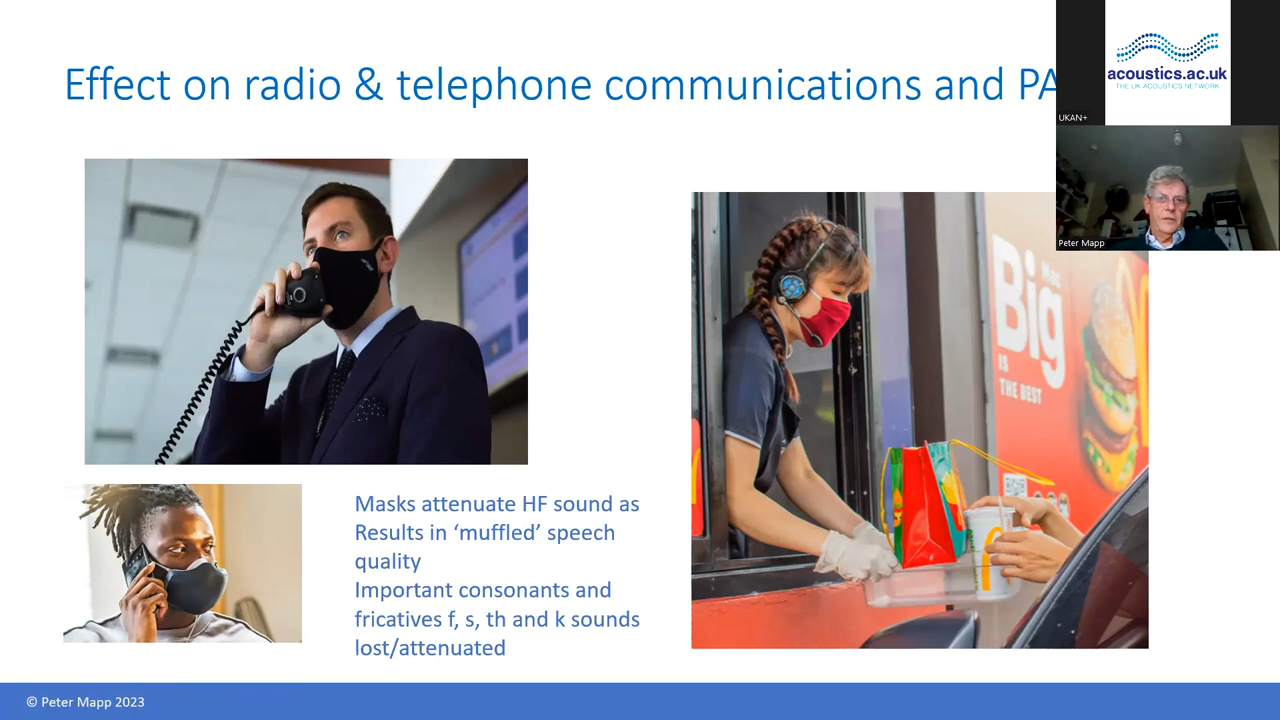 Effect on radio & telephone communications and PA
acoustics.ac.uk
THE UK ACOUSTICS NETWORK
UKAN+
Peter Mapp
Big
Mac
IS
THE BEST
Masks attenuate HF sound as
Results in ‘muffled’ speech
quality
Important consonants and
fricatives f, s, th and k sounds
lost/attenuated
© Peter Mapp 2023